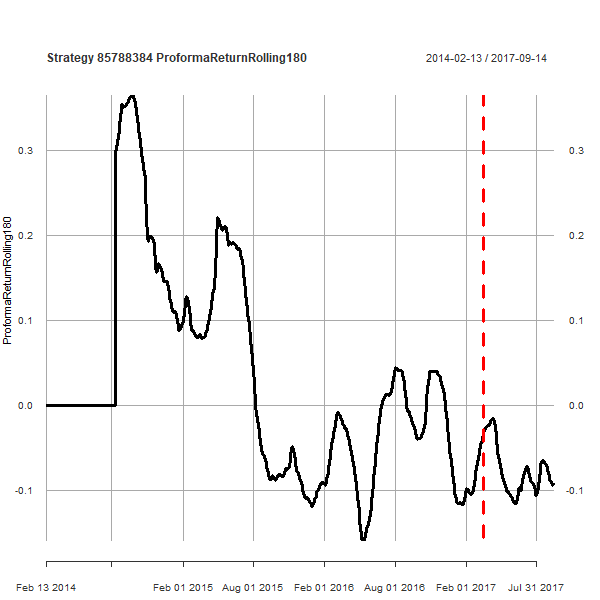 Strategy 85788384 ProformaReturnRolling180
2014-02-13 / 2017-09-14
ProformaReturnRolling180
0.3
0.3
0.2
0.2
0.1
0.1
0.0
0.0
-0.1
-0.1
Feb 13 2014
Feb 01 2015
Aug 01 2015
Feb 01 2016
Aug 01 2016
Feb 01 2017
Jul 31 2017